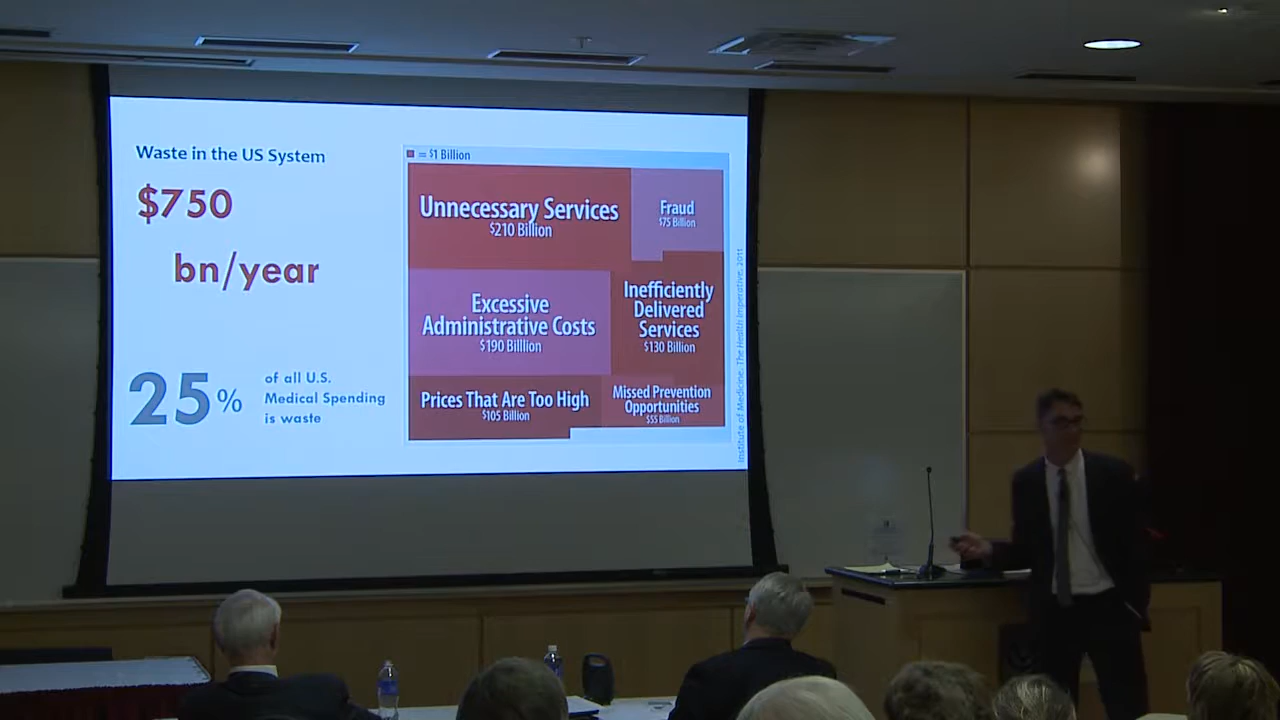 Waste in the US System
$750
bn/year
25%
of all U.S.
Medical Spending
is waste
= $1 Billion
Unnecessary Services
$210 Billion
Fraud
$75 Billion
Excessive
Administrative Costs
$190 Billlion
Inefficiently
Delivered
Services
$130 Billion
Prices That Are Too High
$105 Billion
Missed Prevention
Opportunities
$55 Billion
Institute of Medicine. The Health Imperative, 2011